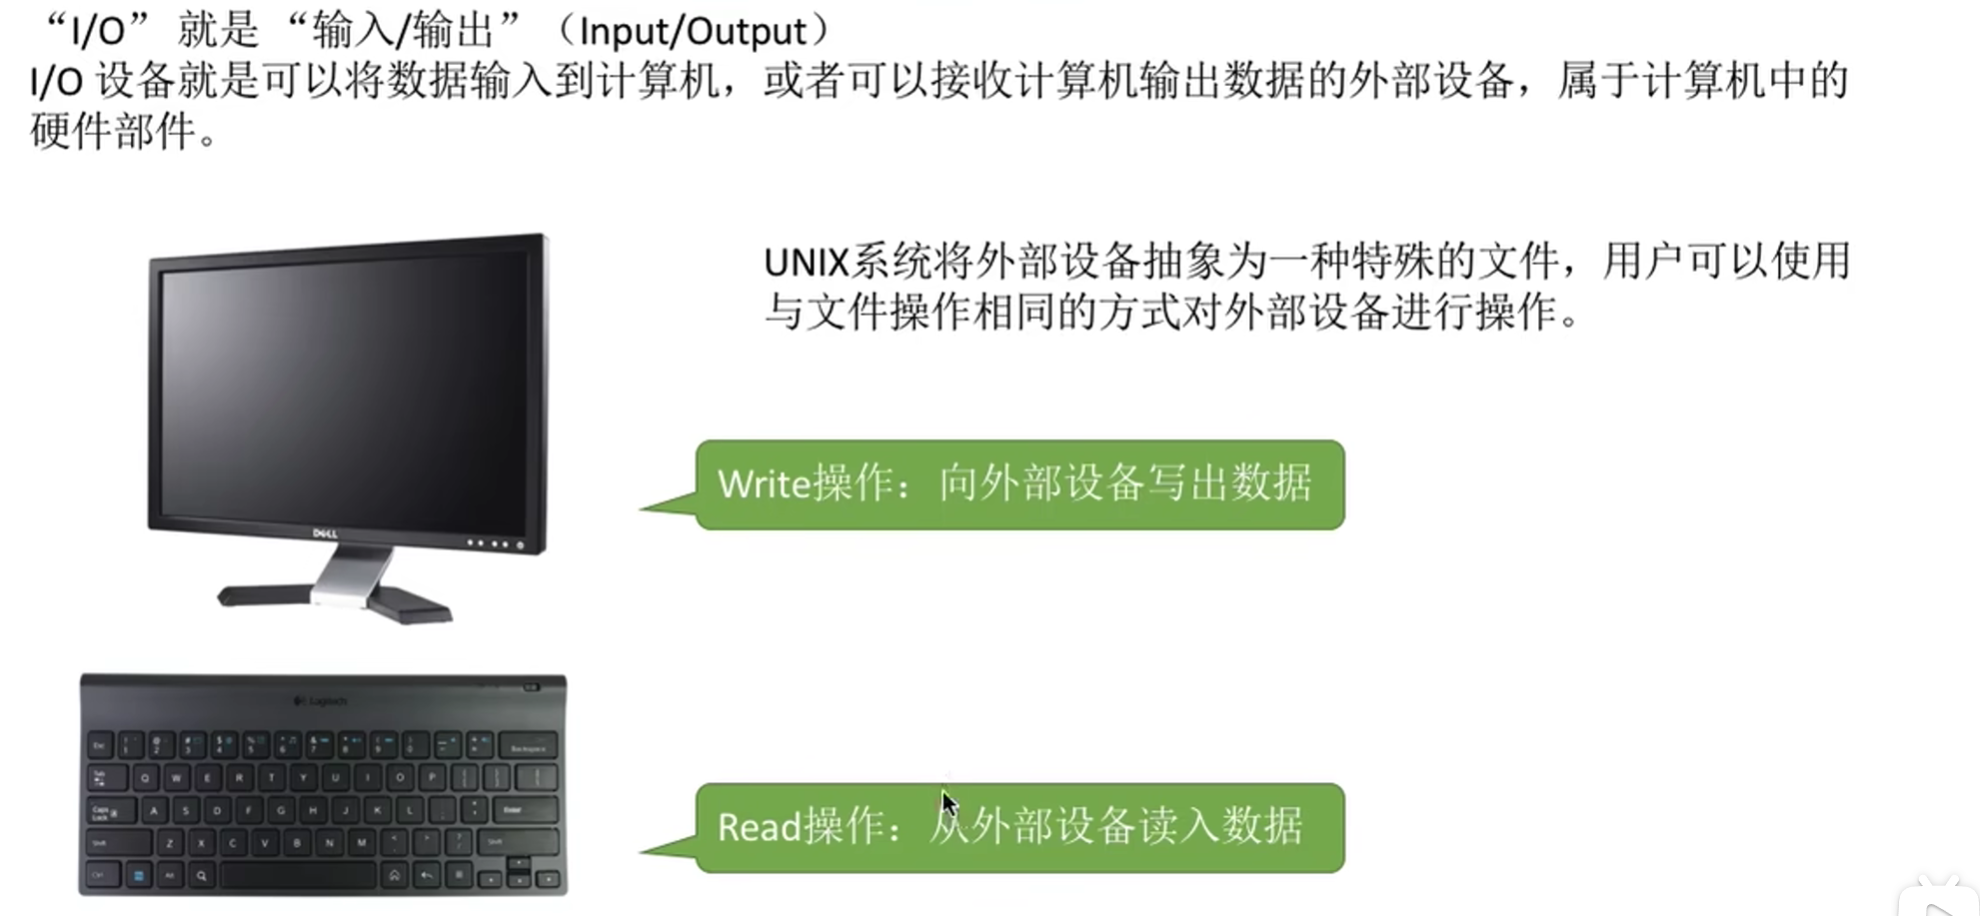 “I/O” 就是 “输入/输出”（Input/Output）
I/O 设备就是可以将数据输入到计算机，或者可以接收计算机输出数据的外部设备，属于计算机中的
硬件部件。
UNIX系统将外部设备抽象为一种特殊的文件，用户可以使用
与文件操作相同的方式对外部设备进行操作。
Write操作：向外部设备写出数据
DELL
Logitech
Q W E R T Y U I O P
A S D F G H J K L
Z X C V B N M
Read操作：从外部设备读入数据